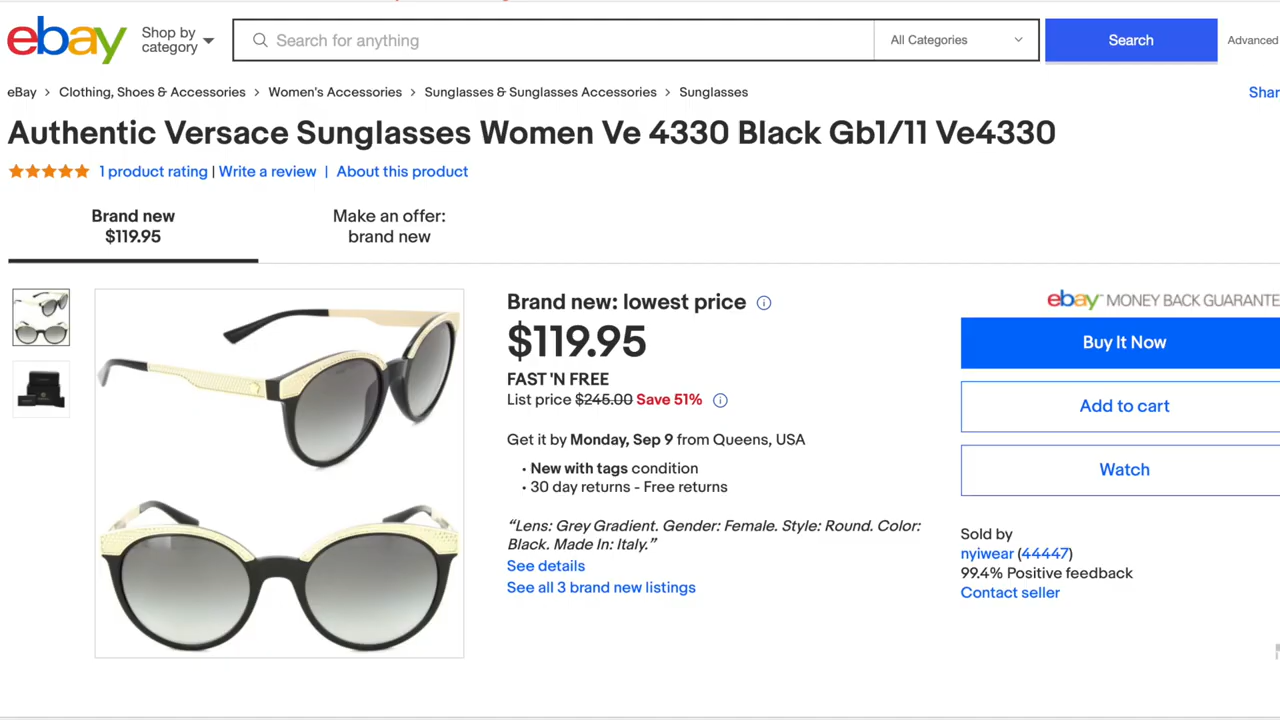 ebay
Shop by
category
Search for anything
All Categories
Search
Advanced
eBay > Clothing, Shoes & Accessories > Women's Accessories > Sunglasses & Sunglasses Accessories > Sunglasses
Shar
Authentic Versace Sunglasses Women Ve 4330 Black Gb1/11 Ve4330
1 product rating | Write a review | About this product
Brand new
$119.95
Make an offer:
brand new
Brand new: lowest price
$119.95
FAST 'N FREE
List price $245.00 Save 51%
Get it by Monday, Sep 9 from Queens, USA
• New with tags condition
• 30 day returns - Free returns
“Lens: Grey Gradient. Gender: Female. Style: Round. Color:
Black. Made In: Italy.”
See details
See all 3 brand new listings
ebay MONEY BACK GUARANTE
Buy It Now
Add to cart
Watch
Sold by
nyiwear (44447)
99.4% Positive feedback
Contact seller